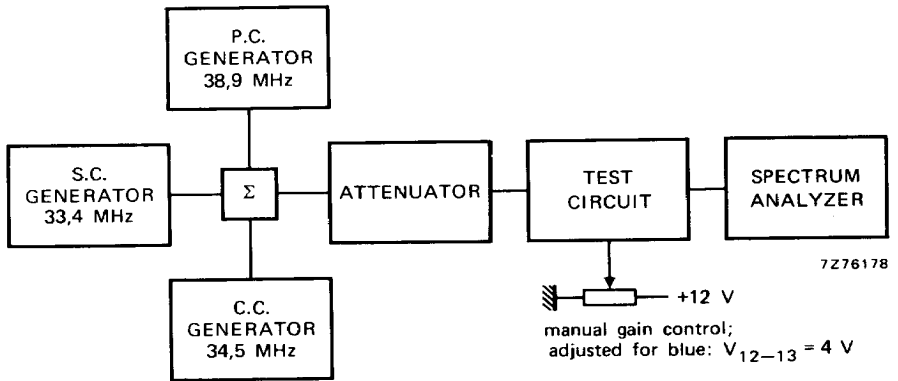 P.C.
GENERATOR
38,9 MHz
S.C.
GENERATOR
33,4 MHz
Σ
ATTENUATOR
TEST
CIRCUIT
SPECTRUM
ANALYZER
7Z76178
+12 V
C.C.
GENERATOR
34,5 MHz
manual gain control;
adjusted for blue: V12–13 = 4 V